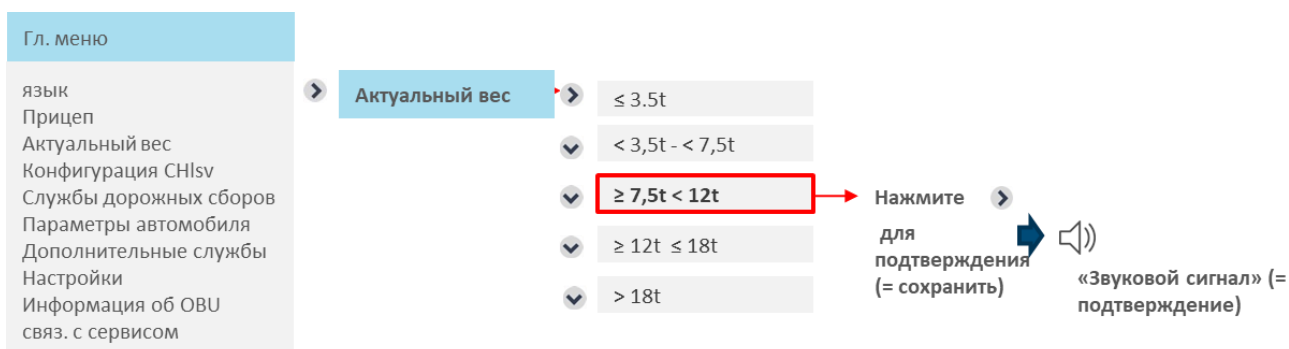 Гл. меню
язык
Прицеп
Актуальный вес
Конфигурация CHlsv
Службы дорожных сборов
Параметры автомобиля
Дополнительные службы
Настройки
Информация об OBU
связ. с сервисом
Актуальный вес
≤ 3.5t
< 3,5t - < 7,5t
≥ 7,5t < 12t
≥ 12t ≤ 18t
> 18t
Нажмите
для
подтверждения
(= сохранить)
«Звуковой сигнал» (=
подтверждение)